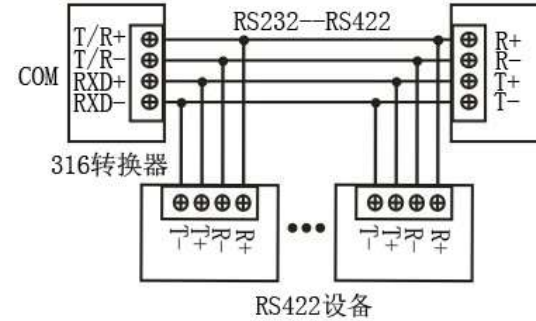 RS232--RS422
T/R+
T/R-
RXD+
RXD-
COM
R+
R-
T+
T-
316转换器
T- T+ R- R+
T- T+ R- R+
RS422设备